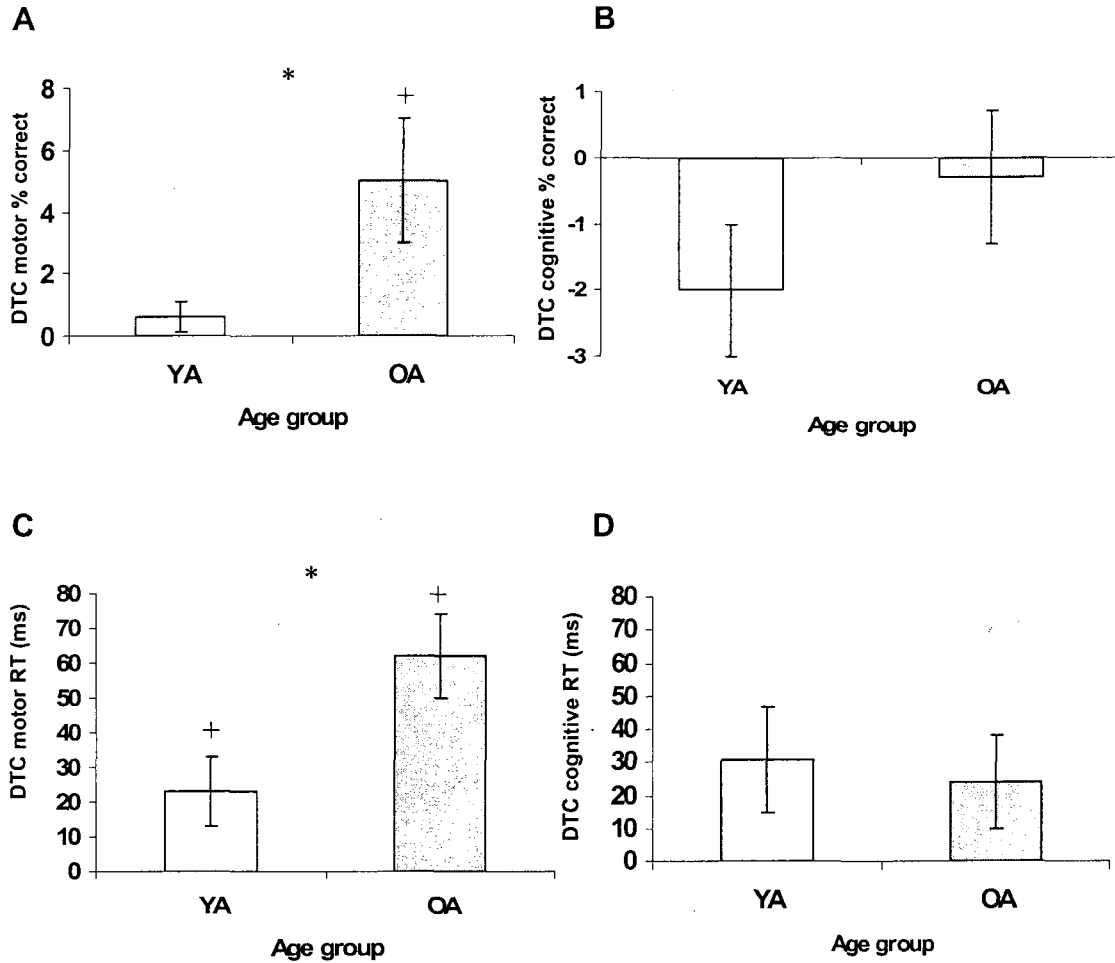 A
DTC motor % correct
*
8
6
4
2
0
+
YA
OA
Age group
B
DTC cognitive % correct
1
0
-1
-2
-3
YA
OA
Age group
C
DTC motor RT (ms)
*
80
70
60
50
40
30
20
10
0
+
+
YA
OA
Age group
D
DTC cognitive RT (ms)
80
70
60
50
40
30
20
10
0
YA
OA
Age group